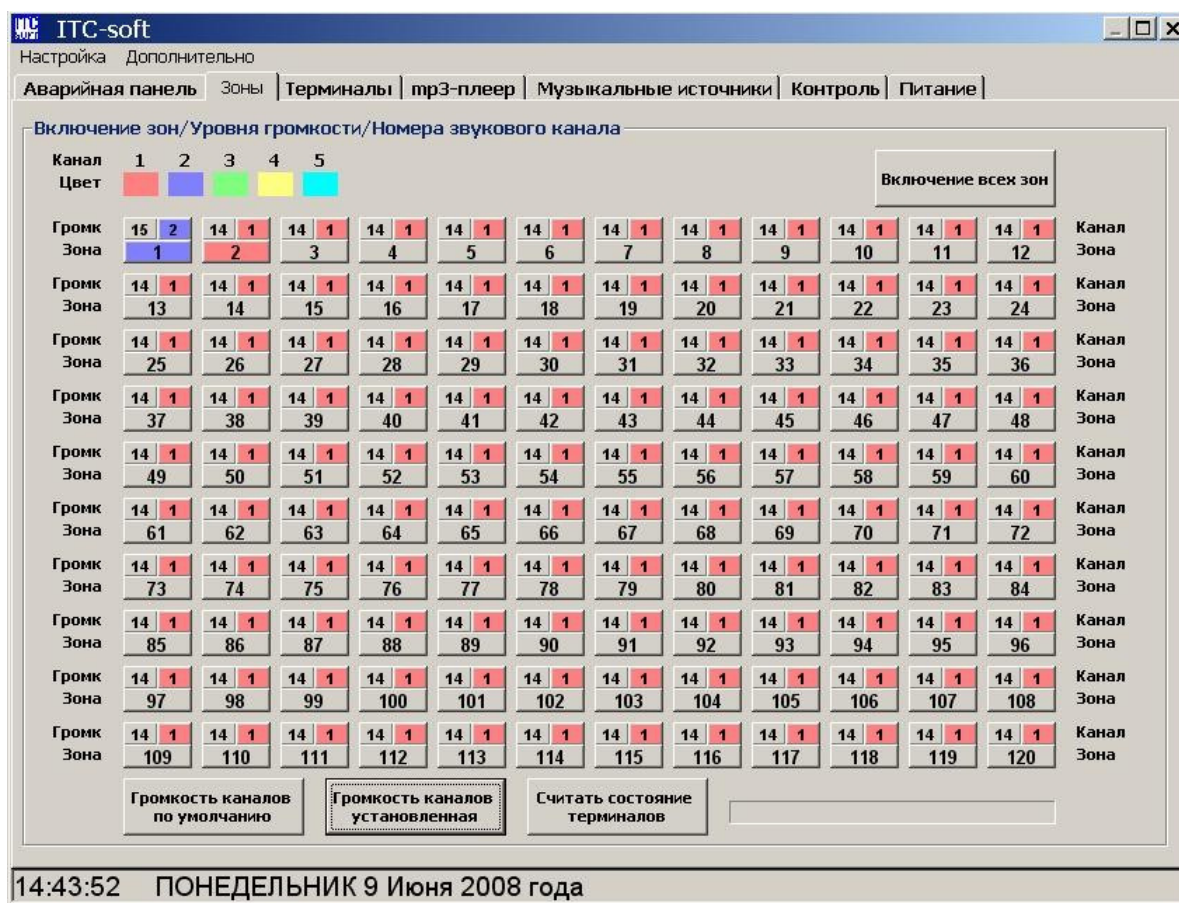 ITC-soft
Настройка Дополнительно
Аварийная панель Зоны Терминалы mp3-плеер Музыкальные источники Контроль Питание
Включение зон/Уровня громкости/Номера звукового канала
Канал 1 2 3 4 5
Цвет
Включение всех зон
Громк 15 2 14 1 14 1 14 1 14 1 14 1 14 1 14 1 14 1 14 1 14 1 14 1 Канал
Зона 1 2 3 4 5 6 7 8 9 10 11 12 Зона
Громк 14 1 14 1 14 1 14 1 14 1 14 1 14 1 14 1 14 1 14 1 14 1 14 1 Канал
Зона 13 14 15 16 17 18 19 20 21 22 23 24 Зона
Громк 14 1 14 1 14 1 14 1 14 1 14 1 14 1 14 1 14 1 14 1 14 1 14 1 Канал
Зона 25 26 27 28 29 30 31 32 33 34 35 36 Зона
Громк 14 1 14 1 14 1 14 1 14 1 14 1 14 1 14 1 14 1 14 1 14 1 14 1 Канал
Зона 37 38 39 40 41 42 43 44 45 46 47 48 Зона
Громк 14 1 14 1 14 1 14 1 14 1 14 1 14 1 14 1 14 1 14 1 14 1 14 1 Канал
Зона 49 50 51 52 53 54 55 56 57 58 59 60 Зона
Громк 14 1 14 1 14 1 14 1 14 1 14 1 14 1 14 1 14 1 14 1 14 1 14 1 Канал
Зона 61 62 63 64 65 66 67 68 69 70 71 72 Зона
Громк 14 1 14 1 14 1 14 1 14 1 14 1 14 1 14 1 14 1 14 1 14 1 14 1 Канал
Зона 73 74 75 76 77 78 79 80 81 82 83 84 Зона
Громк 14 1 14 1 14 1 14 1 14 1 14 1 14 1 14 1 14 1 14 1 14 1 14 1 Канал
Зона 85 86 87 88 89 90 91 92 93 94 95 96 Зона
Громк 14 1 14 1 14 1 14 1 14 1 14 1 14 1 14 1 14 1 14 1 14 1 14 1 Канал
Зона 97 98 99 100 101 102 103 104 105 106 107 108 Зона
Громк 14 1 14 1 14 1 14 1 14 1 14 1 14 1 14 1 14 1 14 1 14 1 14 1 Канал
Зона 109 110 111 112 113 114 115 116 117 118 119 120 Зона
Громкость каналов
по умолчанию
Громкость каналов
установленная
Считать состояние
терминалов
14:43:52 ПОНЕДЕЛЬНИК 9 Июня 2008 года